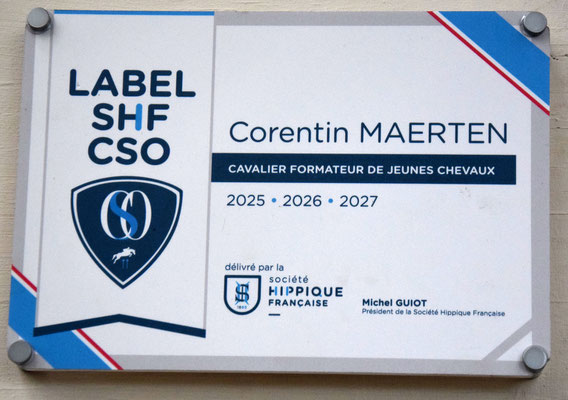 LABEL
SHF
CSO
CSO
Corentin MAERTEN
CAVALIER FORMATEUR DE JEUNES CHEVAUX
2025 • 2026 • 2027
délivré par la
société
HIPPIQUE
FRANÇAISE
Michel GUIOT
Président de la Société Hippique Française